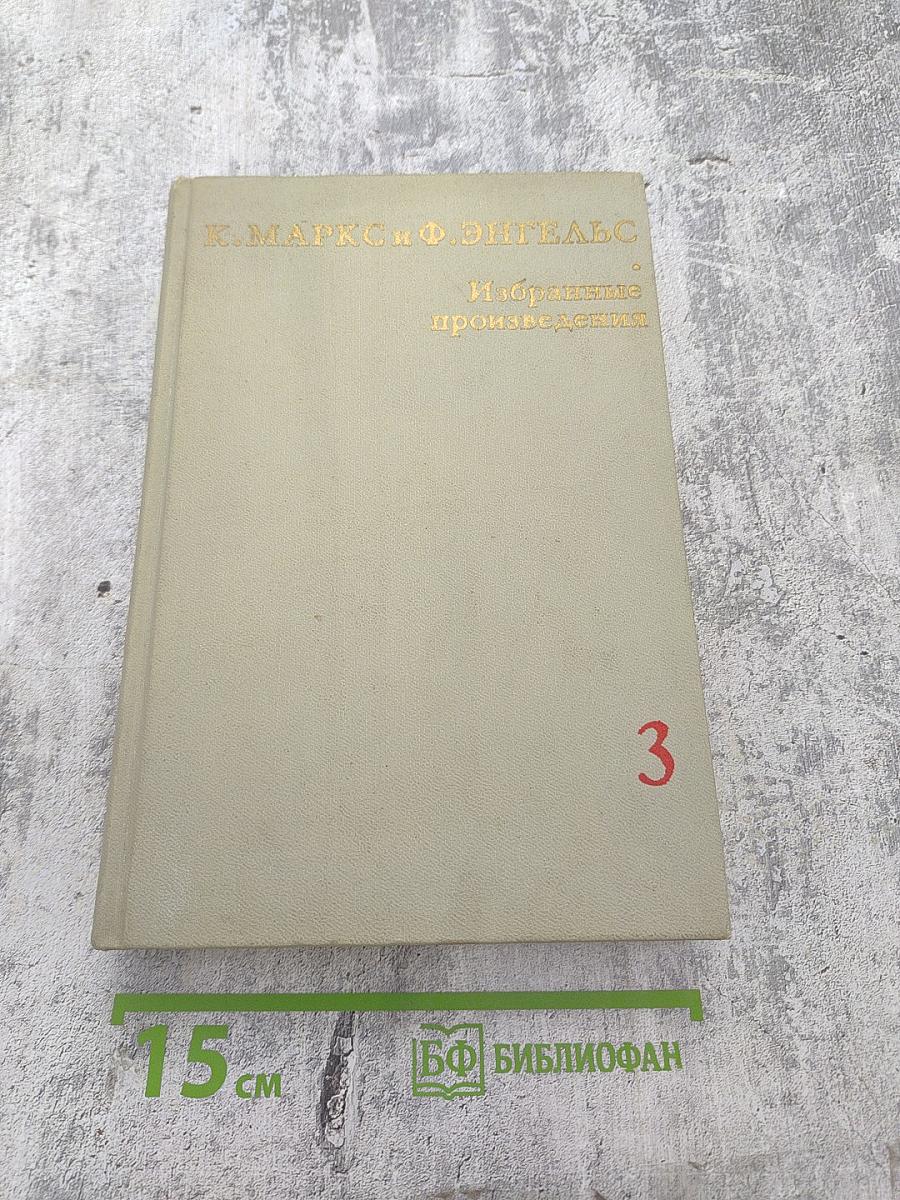 К. МАРКС и Ф. ЭНГЕЛЬС
Избранные
произведения
3
15 см
БФ БИБЛИОФАН